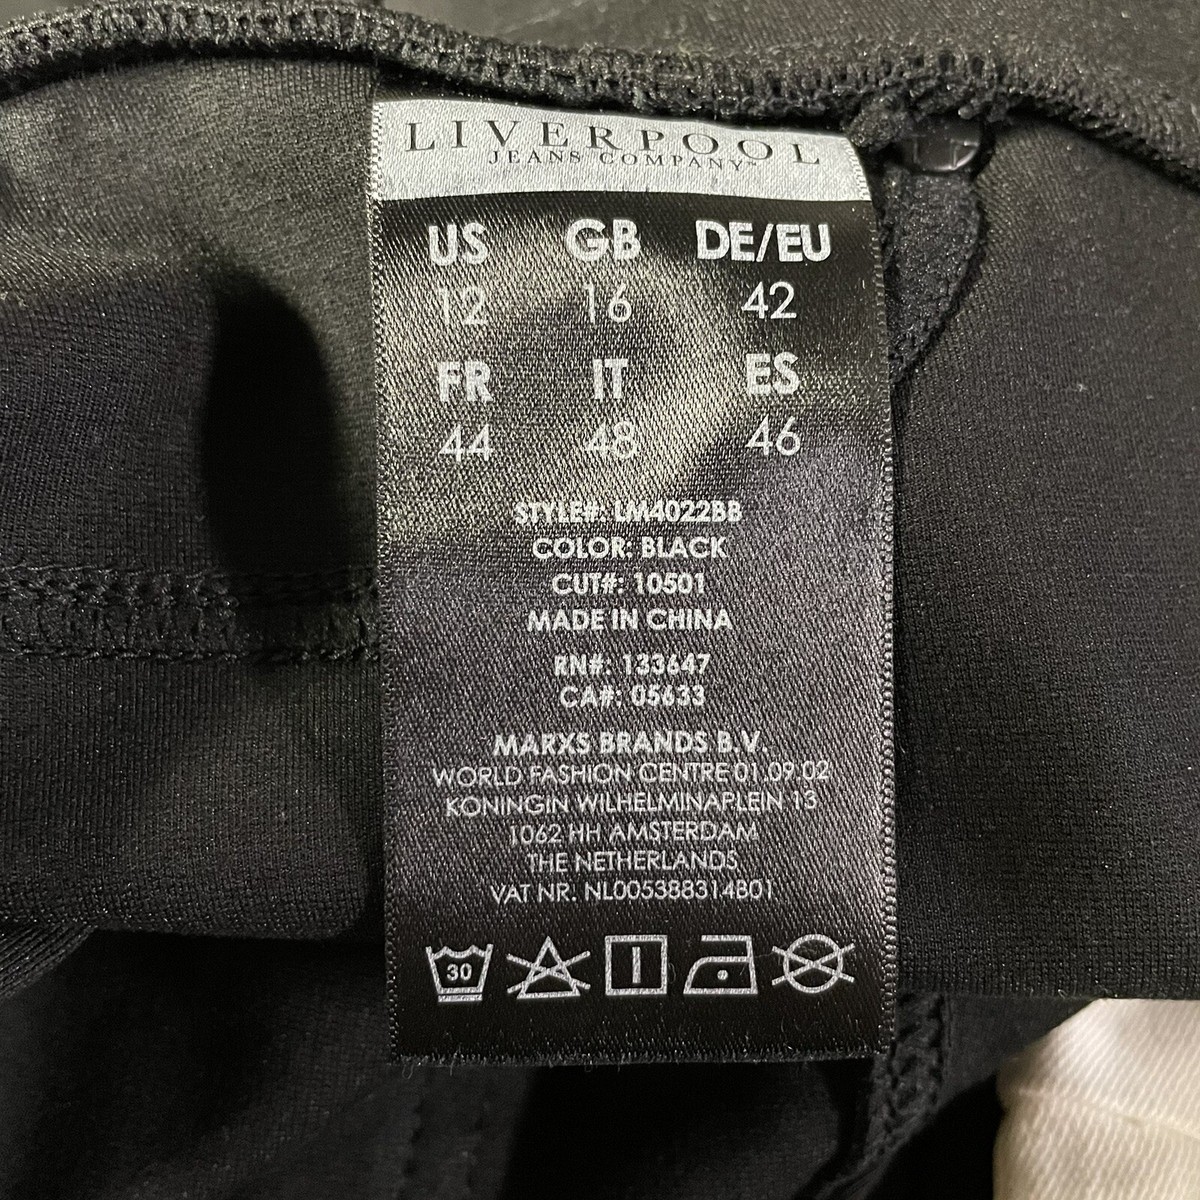 LIVERPOOL
JEANS COMPANY™
US GB DE/EU
12 16 42
FR IT ES
44 48 46
STYLE#: LM4022BB
COLOR: BLACK
CUT#: 10501
MADE IN CHINA
RN#: 133647
CA#: 05633
MARXS BRANDS B.V.
WORLD FASHION CENTRE 01.09.02
KONINGIN WILHELMINAPLEIN 13
1062 HH AMSTERDAM
THE NETHERLANDS
VAT NR. NL005388314B01
30